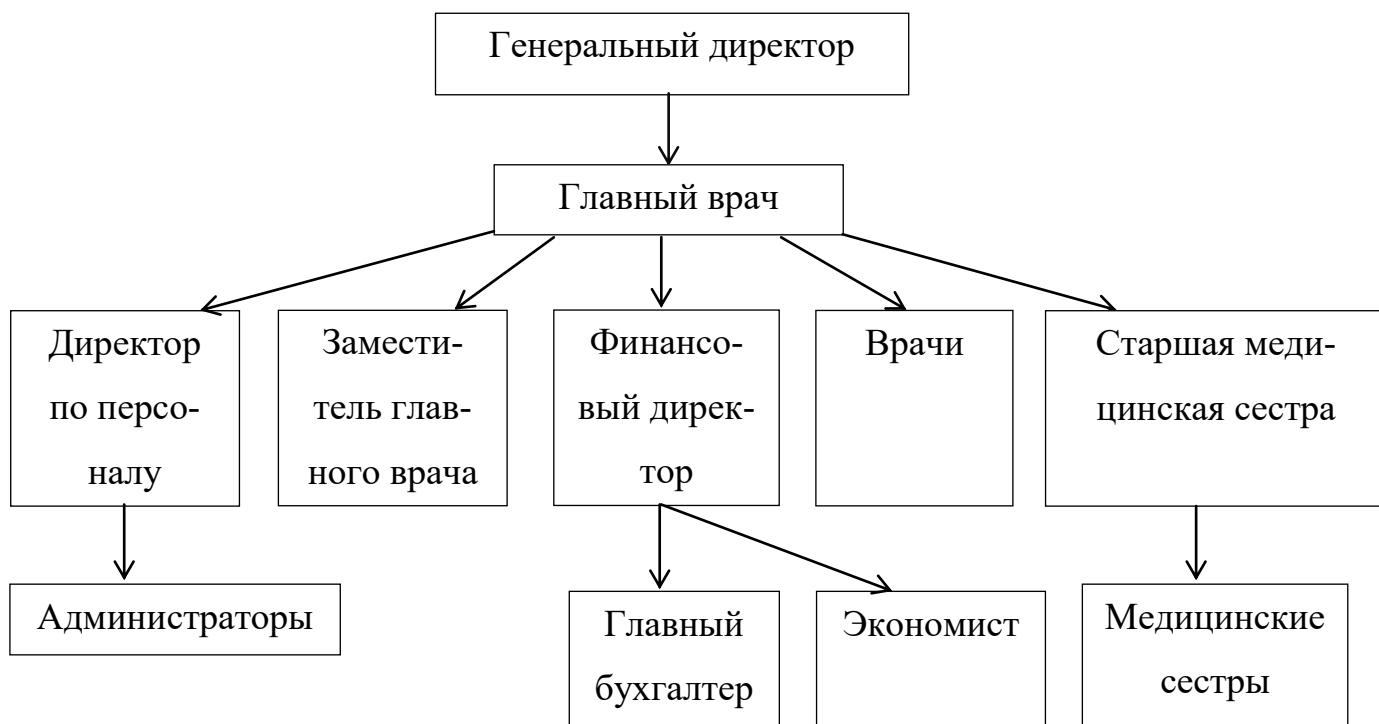 Генеральный директор
Главный врач
Директор
по персо-
налу
Замести-
тель глав-
ного врача
Финансо-
вый дирек-
тор
Врачи
Старшая меди-
цинская сестра
Администраторы
Главный
бухгалтер
Экономист
Медицинские
сестры